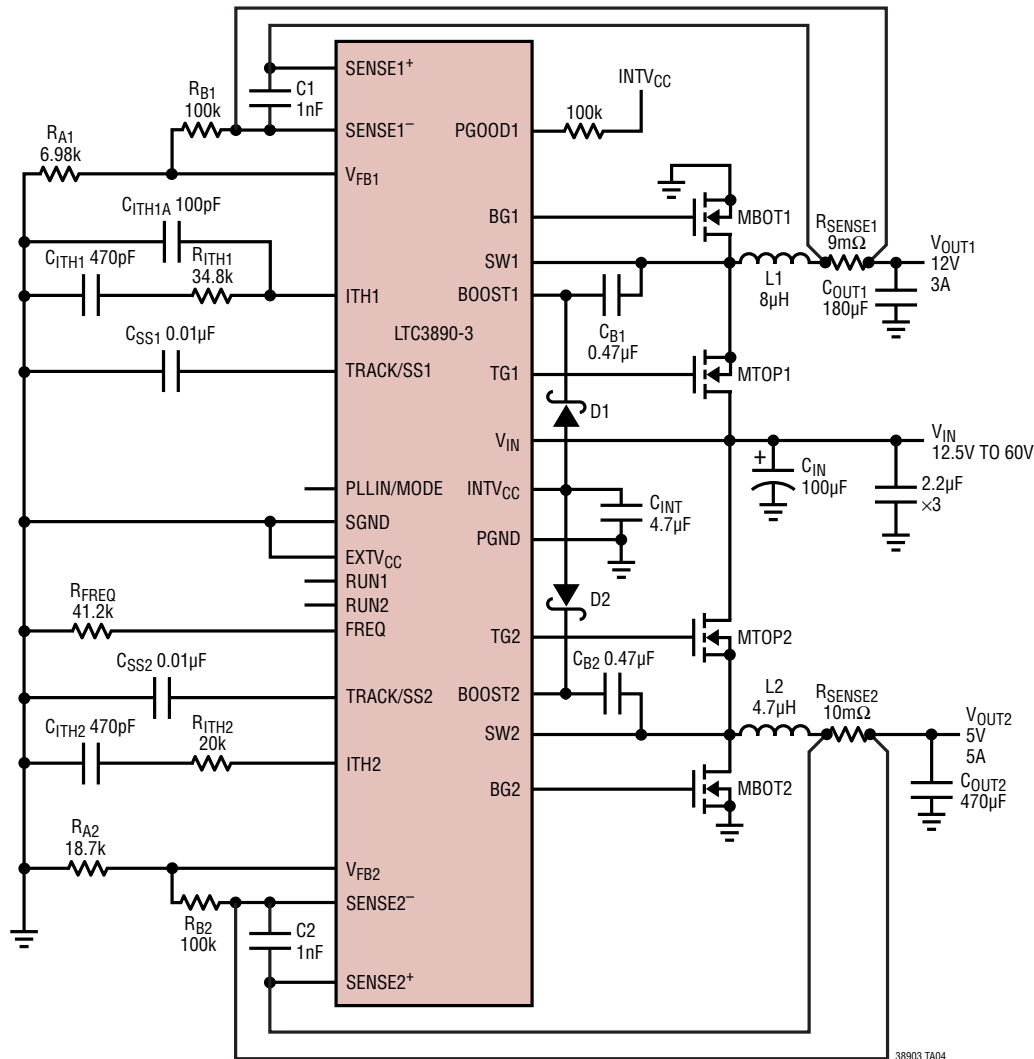 SENSE1+
SENSE1–
VFB1
ITH1
TRACK/SS1
PLLIN/MODE
SGND
EXTVCC
RUN1
RUN2
FREQ
TRACK/SS2
ITH2
VFB2
SENSE2–
SENSE2+
LTC3890-3
PGOOD1
BG1
SW1
BOOST1
TG1
VIN
INTVCC
PGND
TG2
BOOST2
SW2
BG2
RB1
100k
C1
1nF
RA1
6.98k
CITH1A 100pF
CITH1 470pF
RITH1
34.8k
CSS1 0.01µF
RFREQ
41.2k
CSS2 0.01µF
CITH2 470pF
RITH2
20k
RA2
18.7k
RB2
100k
C2
1nF
INTVCC
100k
MBOT1
RSENSE1
9mΩ
L1
8µH
VOUT1
12V
3A
COUT1
180µF
CB1
0.47µF
MTOP1
D1
VIN
12.5V TO 60V
+
CIN
100µF
2.2µF
×3
CINT
4.7µF
D2
MTOP2
CB2 0.47µF
L2
4.7µH
RSENSE2
10mΩ
VOUT2
5V
5A
COUT2
470µF
MBOT2
38903 TA04